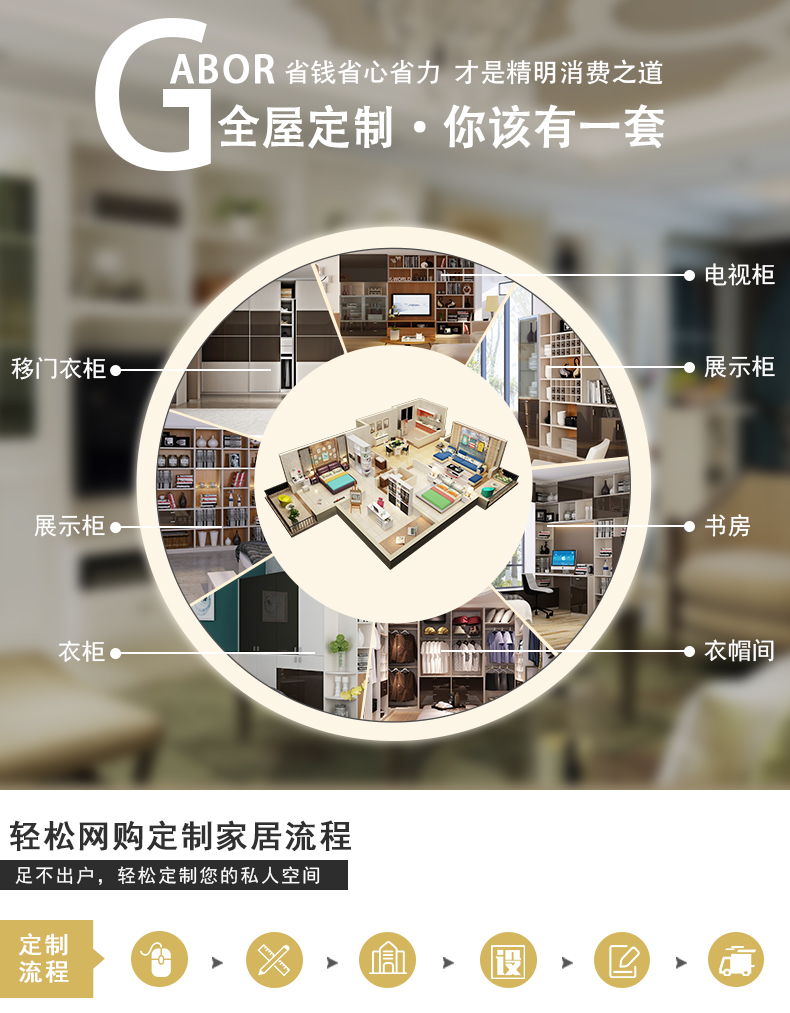 GABOR 省钱省心省力 才是精明消费之道
全屋定制·你该有一套
电视柜
移门衣柜
展示柜
展示柜
书房
衣柜
衣帽间
轻松网购定制家居流程
足不出户，轻松定制您的私人空间
定制
流程
设